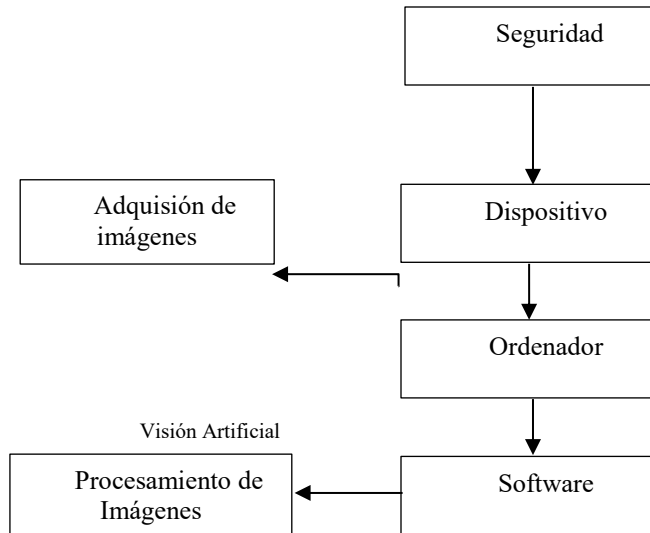 Seguridad
Adquisión de
imágenes
Dispositivo
Ordenador
Visión Artificial
Procesamiento de
Imágenes
Software